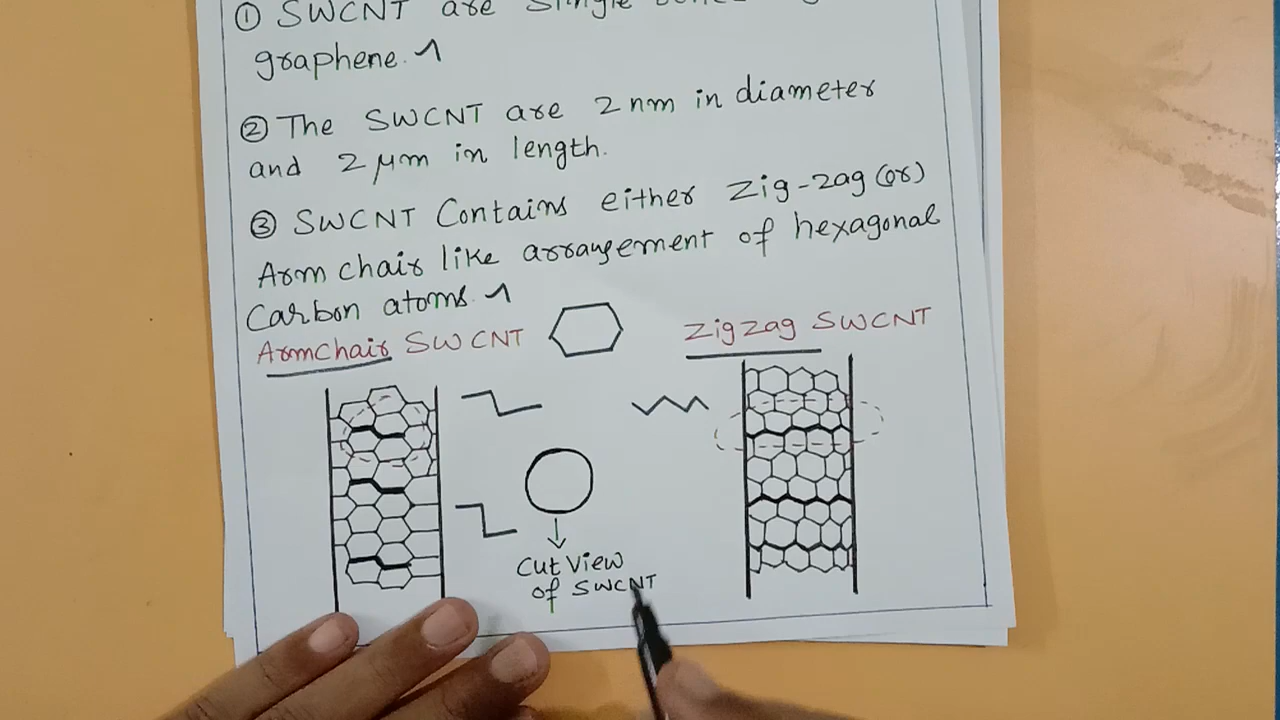 ① SWCNT are Single
graphene.
② The SWCNT are 2nm in diameter
and 2 μm in length.
③ SWCNT Contains either Zig-zag (or)
Arm chair like arrangement of hexagonal
Carbon atoms.
Armchair SWCNT
Zigzag SWCNT
Cut View
of SWCNT